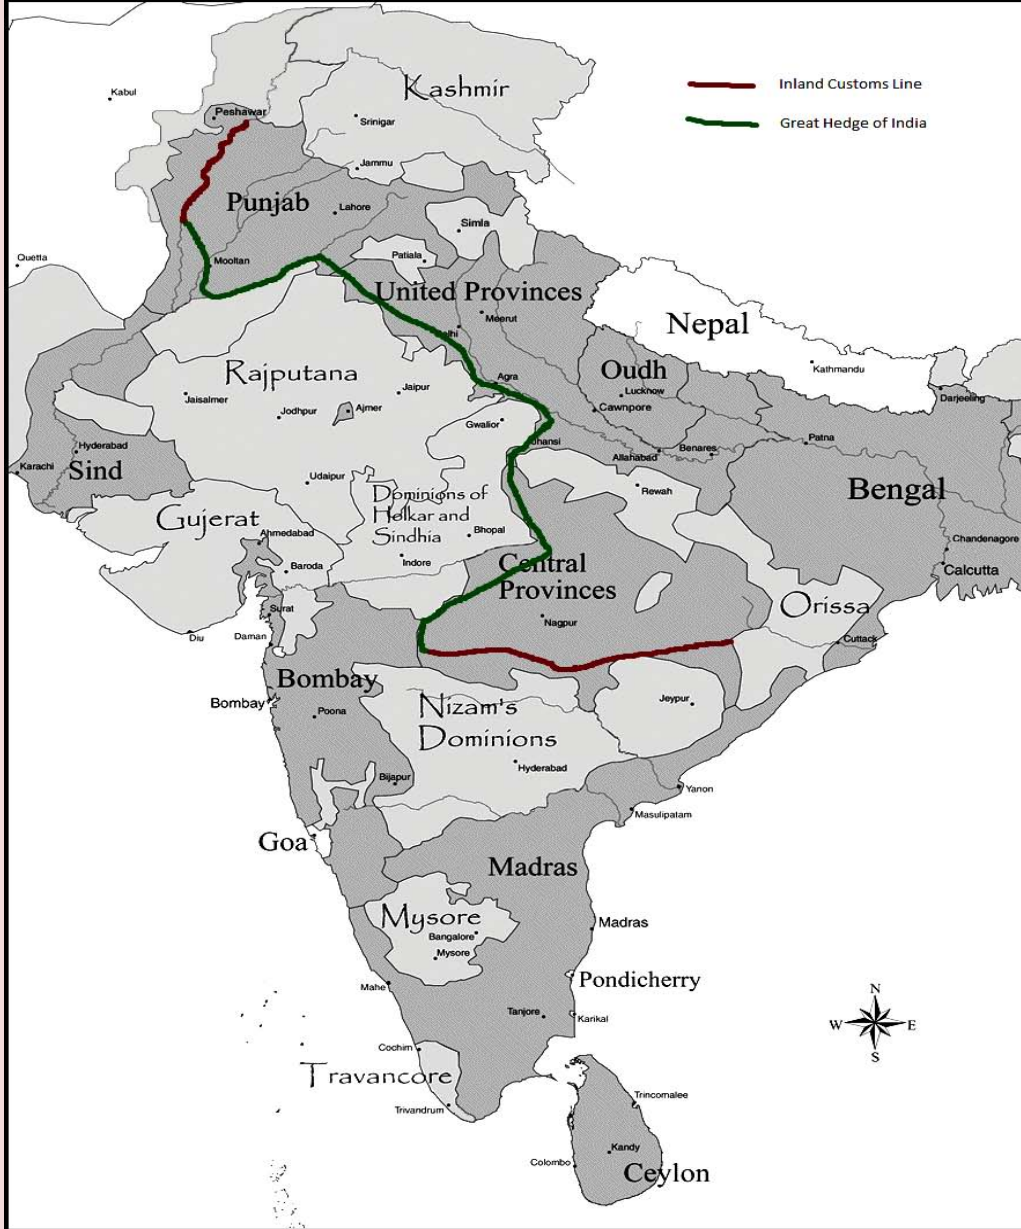 Kashmir
Inland Customs Line
Kabul
Peshawar
Srinigar
Great Hedge of India
Jammu
Punjab
Lahore
Simla
Quetta
Mooltan
Patiala
United Provinces
Meerut
Nepal
Delhi
Kathmandu
Rajputana
Oudh
Agra
Jaisalmer
Jaipur
Lucknow
Darjeeling
Jodhpur
Ajmer
Cawnpore
Gwalior
Hyderabad
Jhansi
Patna
Benares
Allahabad
Karachi
Sind
Udaipur
Rewah
Bengal
Dominions of
Holkar and
Sindhia
Gujerat
Ahmedabad
Bhopal
Chandenagore
Baroda
Indore
Central
Provinces
Calcutta
Surat
Orissa
Nagpur
Diu
Daman
Cuttack
Bombay
Bombay
Poona
Nizam's
Dominions
Jeypur
Hyderabad
Bijapur
Yanon
Masulipatam
Goa
Madras
Mysore
Bangalore
Mysore
Madras
Mahe
Pondicherry
Tanjore
Karikal
N
W
E
S
Cochim
Travancore
Trivandrum
Trincomalee
Kandy
Colombo
Ceylon